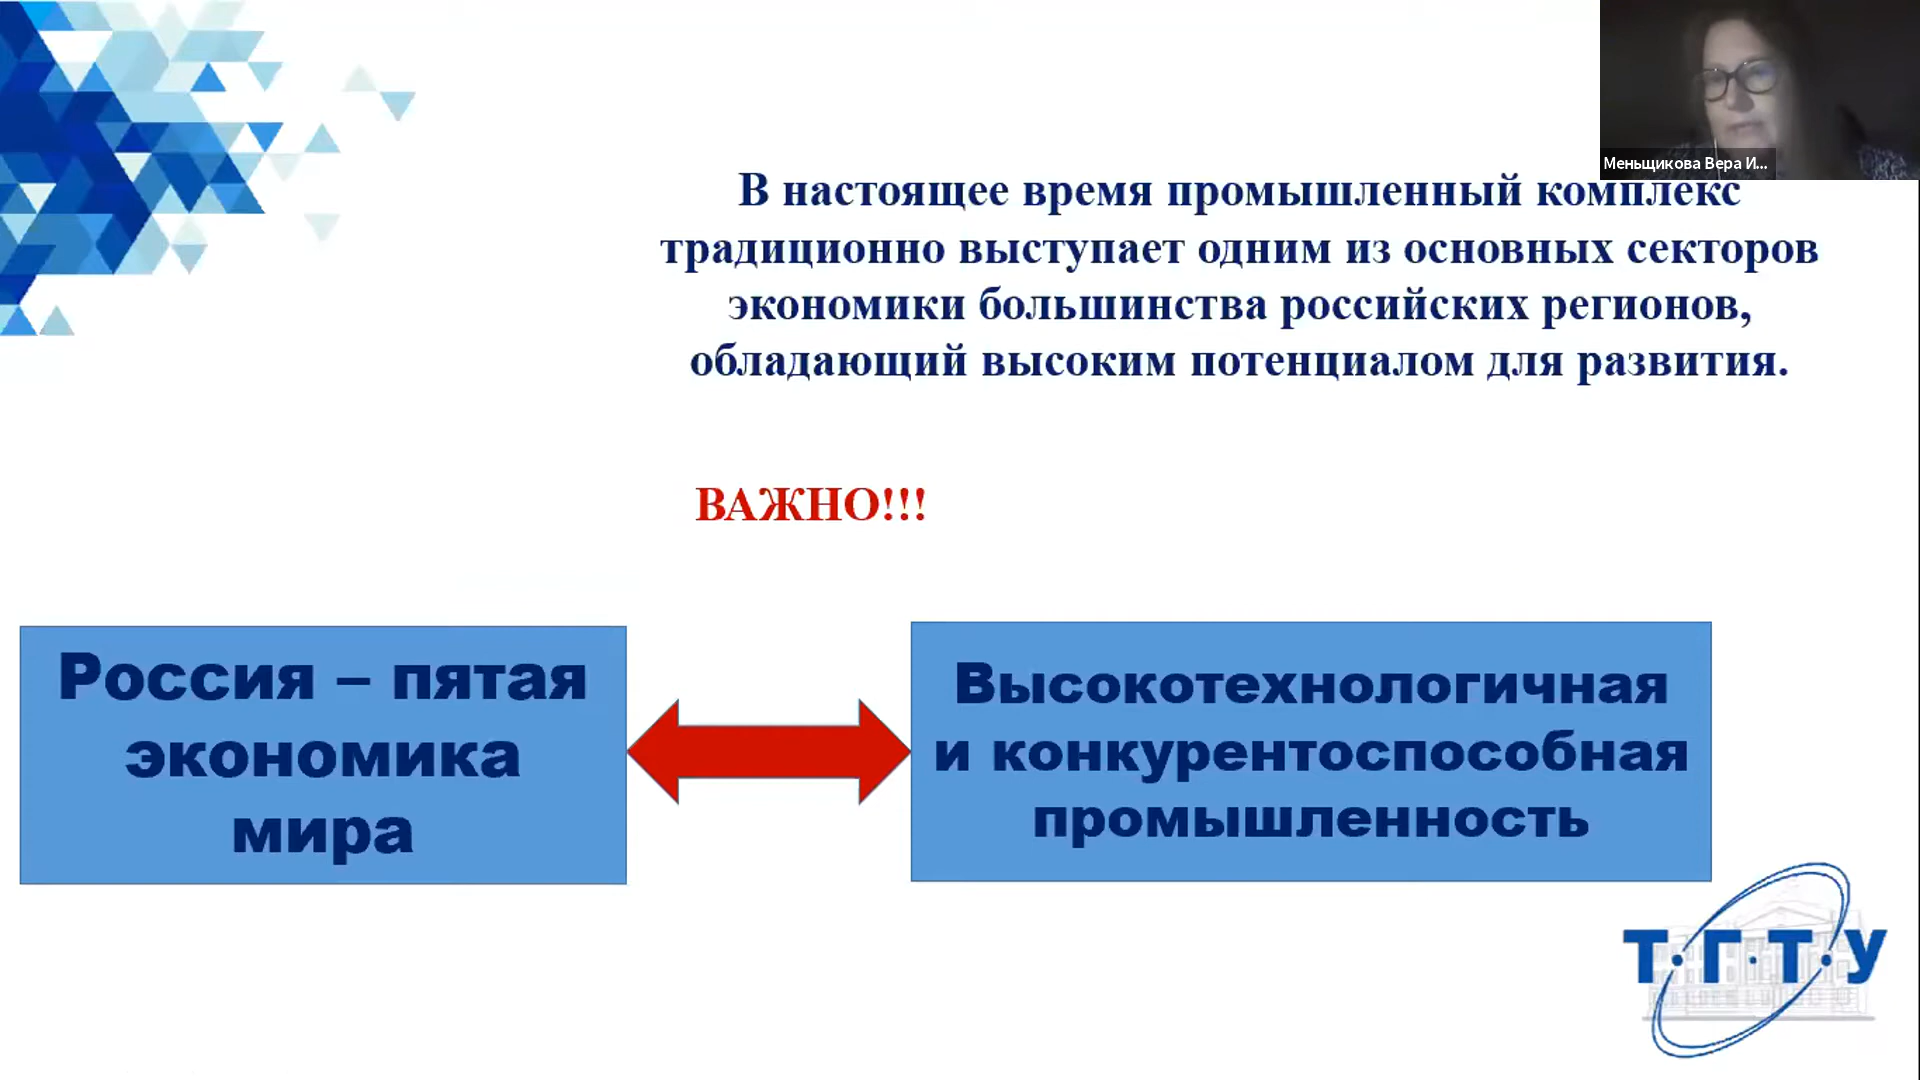 Меньщикова Вера И...
В настоящее время промышленный комплекс
традиционно выступает одним из основных секторов
экономики большинства российских регионов,
обладающий высоким потенциалом для развития.
ВАЖНО!!!
Россия – пятая
экономика
мира
Высокотехнологичная
и конкурентоспособная
промышленность
Т·Г·Т·У